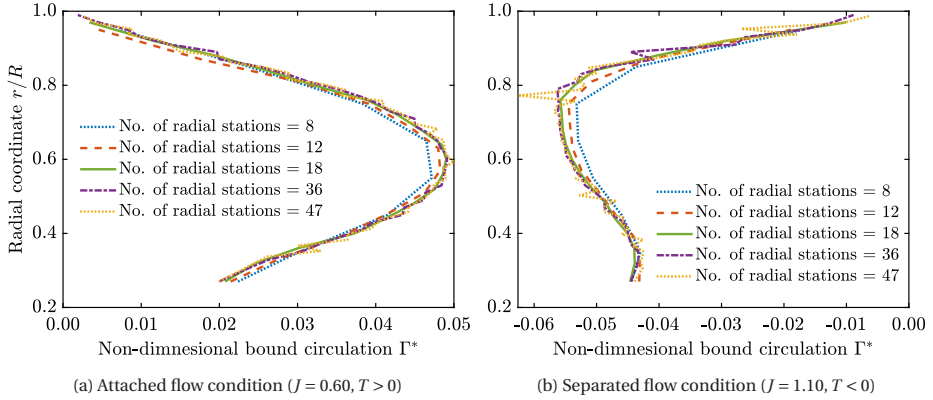 1.0
0.8
0.6
0.4
0.2
Radial coordinate r/R
No. of radial stations = 8
No. of radial stations = 12
No. of radial stations = 18
No. of radial stations = 36
No. of radial stations = 47
0.00 0.01 0.02 0.03 0.04 0.05
Non-dimnesional bound circulation Γ*
(a) Attached flow condition (J = 0.60, T > 0)
1.0
0.8
0.6
0.4
0.2
No. of radial stations = 8
No. of radial stations = 12
No. of radial stations = 18
No. of radial stations = 36
No. of radial stations = 47
-0.06 -0.05 -0.04 -0.03 -0.02 -0.01 0.00
Non-dimnesional bound circulation Γ*
(b) Separated flow condition (J = 1.10, T < 0)